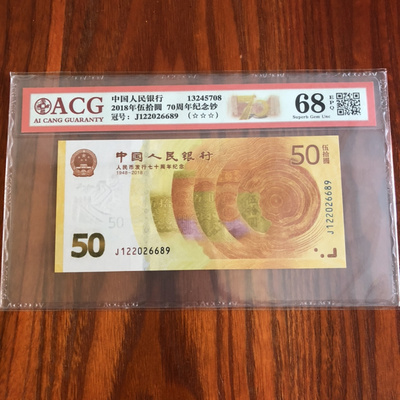 ACG
AI CANG GUARANTY
中国人民银行 13245708
2018年伍拾圆 70周年纪念钞
冠号: J122026689 (☆☆☆)
68 EPQ
Superb Gem Unc
中国人民银行
人民币发行七十周年纪念
1948-2018
50 伍拾圆
50
50
J122026689
J122026689